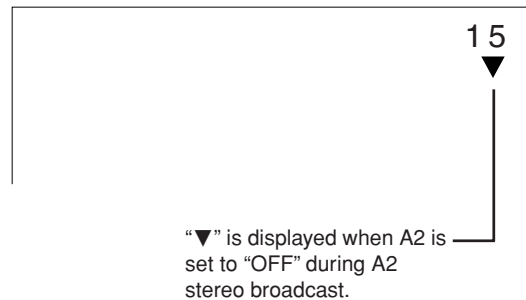 15
▼
“▼” is displayed when A2 is
set to “OFF” during A2
stereo broadcast.